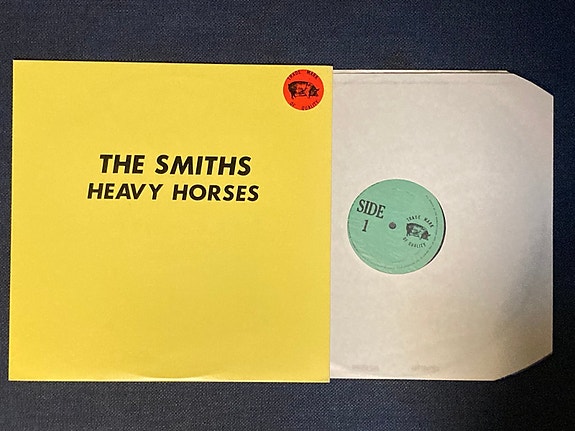 TRADE MARK
OF QUALITY
THE SMITHS
HEAVY HORSES
SIDE
1
TRADE MARK
OF QUALITY